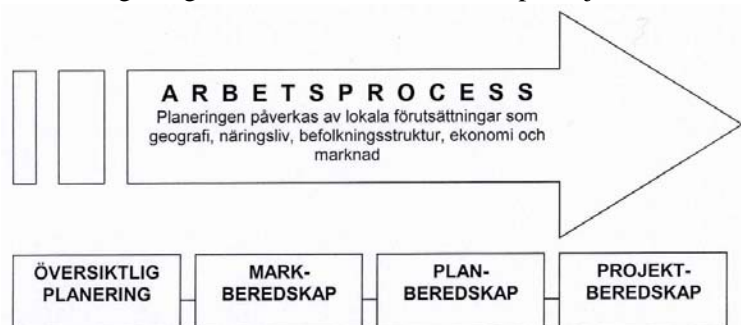 A R B E T S P R O C E S S
Planeringen påverkas av lokala förutsättningar som
geografi, näringsliv, befolkningsstruktur, ekonomi och
marknad
ÖVERSIKTLIG
PLANERING
MARK-
BEREDSKAP
PLAN-
BEREDSKAP
PROJEKT-
BEREDSKAP